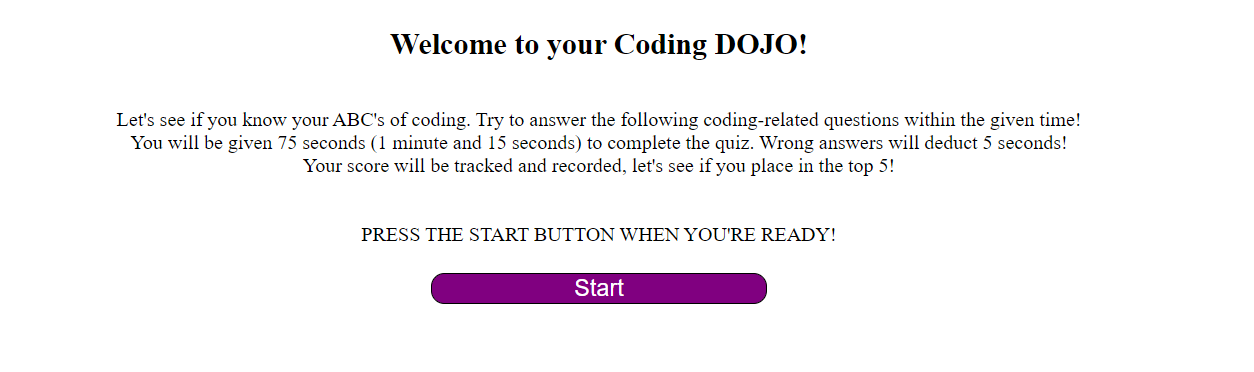 Welcome to your Coding DOJO!
Let's see if you know your ABC's of coding. Try to answer the following coding-related questions within the given time!
You will be given 75 seconds (1 minute and 15 seconds) to complete the quiz. Wrong answers will deduct 5 seconds!
Your score will be tracked and recorded, let's see if you place in the top 5!
PRESS THE START BUTTON WHEN YOU'RE READY!
Start